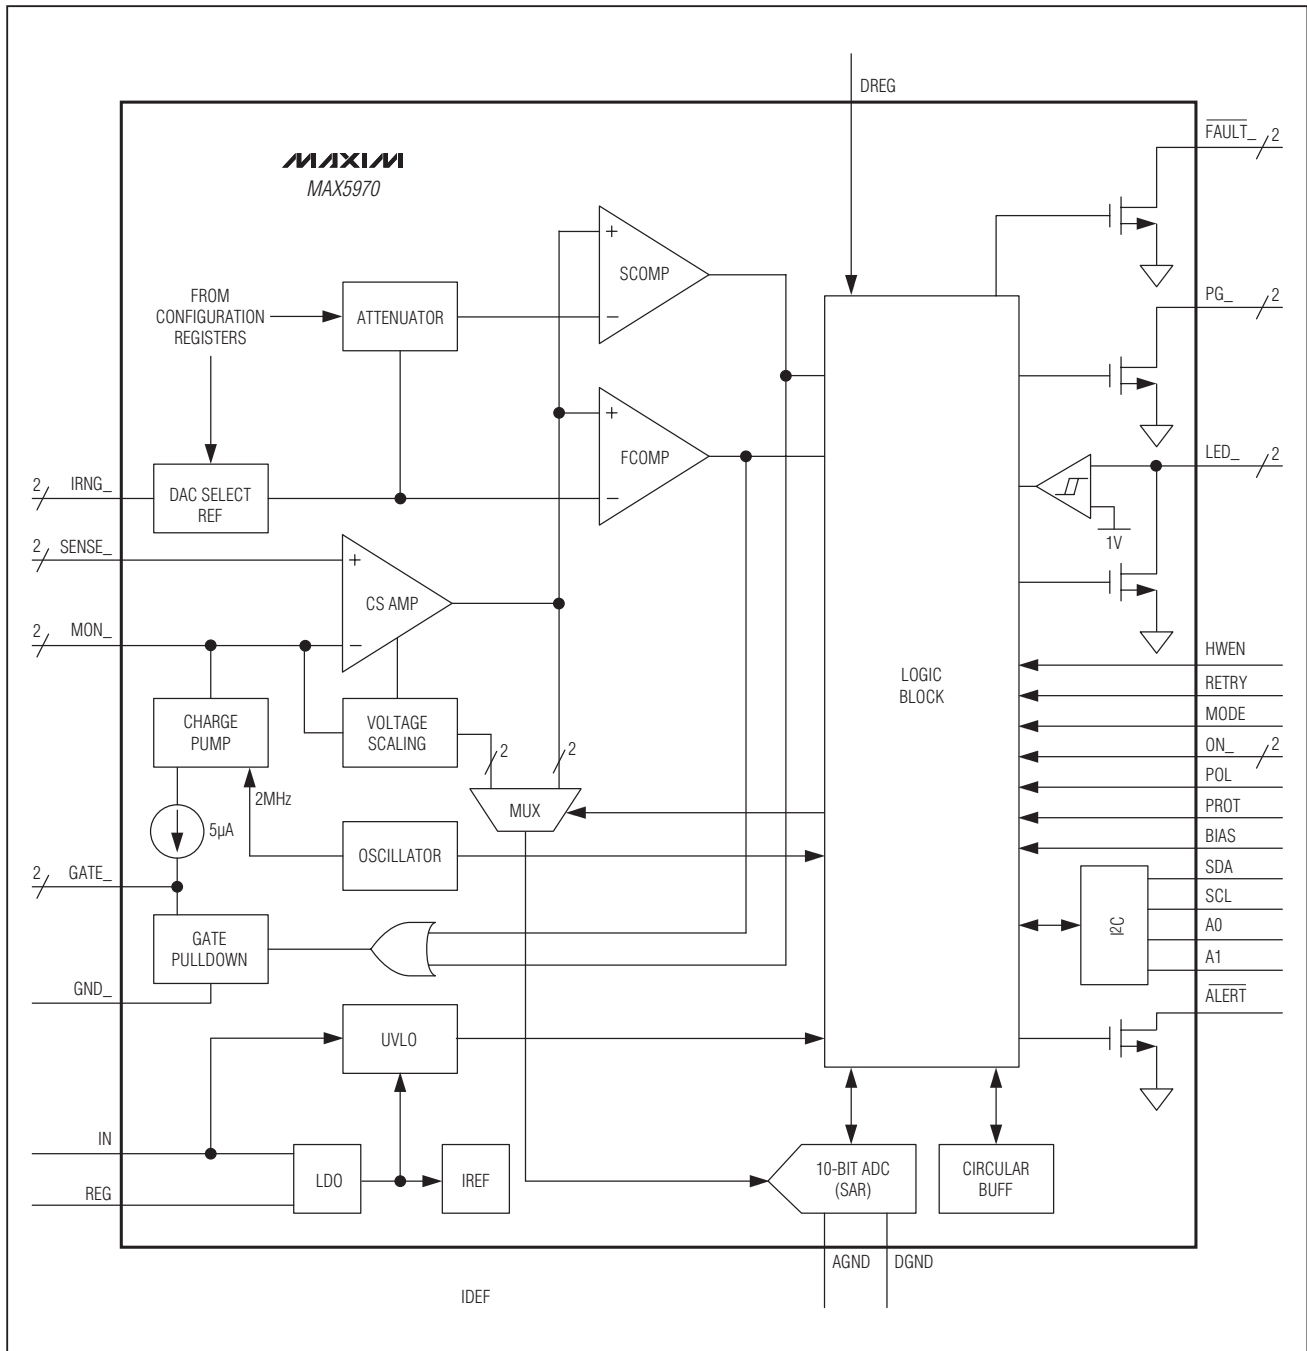 DREG
FAULT_
2
MAXIM
MAX5970
+
SCOMP
−
PG_
2
FROM
CONFIGURATION
REGISTERS
ATTENUATOR
+
FCOMP
−
LED_
2
1V
2
IRNG_
DAC SELECT
REF
2
SENSE_
+
CS AMP
−
2
MON_
LOGIC
BLOCK
HWEN
RETRY
MODE
ON_
2
POL
PROT
BIAS
SDA
SCL
A0
A1
I²C
ALERT
CHARGE
PUMP
VOLTAGE
SCALING
2
2
2MHz
MUX
5µA
OSCILLATOR
2
GATE_
GATE
PULLDOWN
GND_
UVLO
IN
REG
LDO
IREF
10-BIT ADC
(SAR)
CIRCULAR
BUFF
AGND
DGND
IDEF